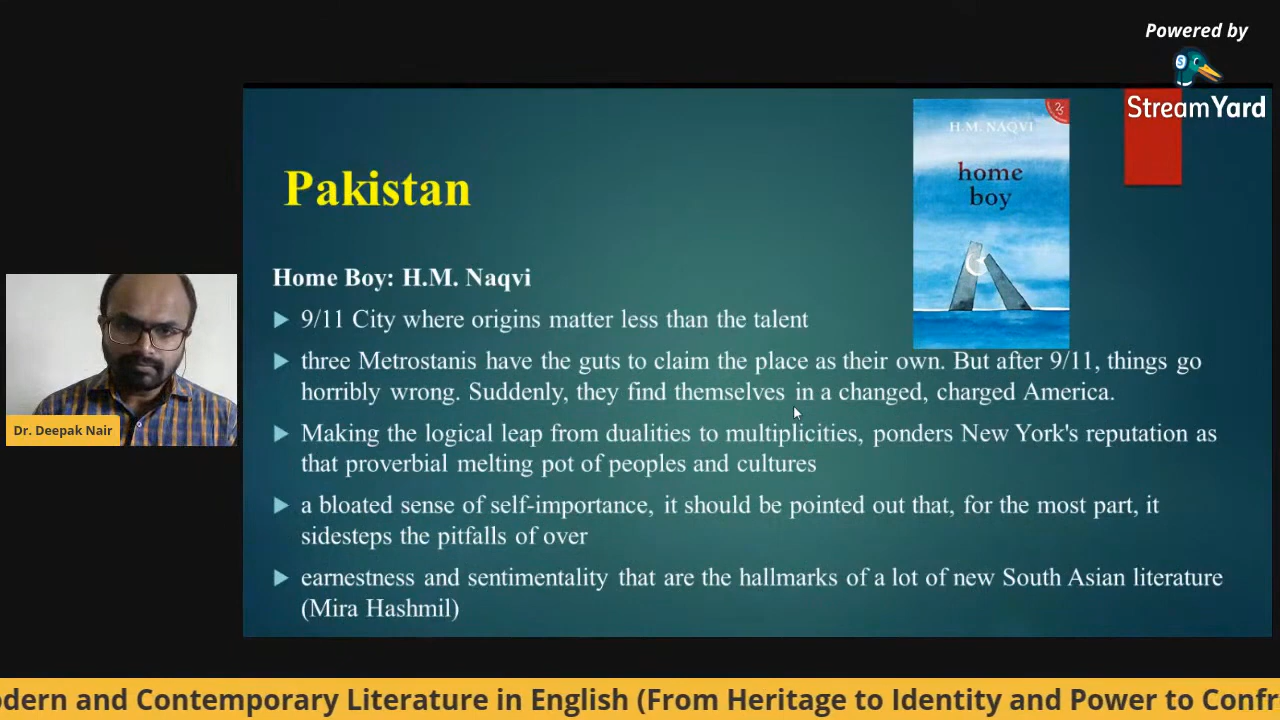 Powered by
StreamYard
Pakistan
H.M. NAQVI
home
boy
25
Home Boy: H.M. Naqvi
9/11 City where origins matter less than the talent
three Metrostanis have the guts to claim the place as their own. But after 9/11, things go
horribly wrong. Suddenly, they find themselves in a changed, charged America.
Making the logical leap from dualities to multiplicities, ponders New York's reputation as
that proverbial melting pot of peoples and cultures
a bloated sense of self-importance, it should be pointed out that, for the most part, it
sidesteps the pitfalls of over
earnestness and sentimentality that are the hallmarks of a lot of new South Asian literature
(Mira Hashmil)
Dr. Deepak Nair
odern and Contemporary Literature in English (From Heritage to Identity and Power to Confr